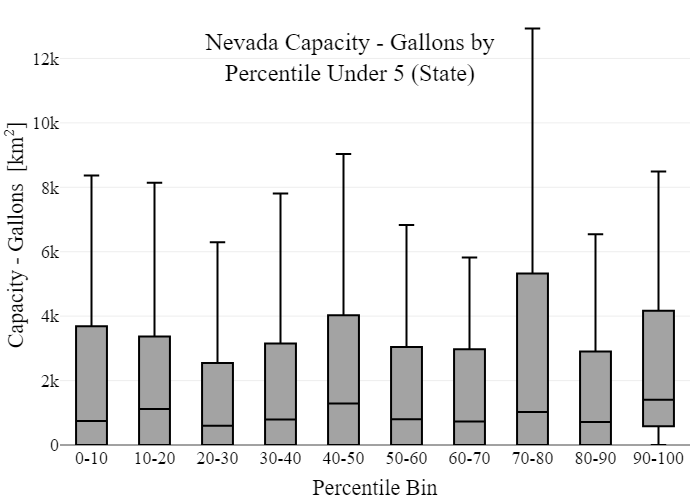 Nevada Capacity - Gallons by
Percentile Under 5 (State)
Capacity - Gallons [km²]
12k
10k
8k
6k
4k
2k
0
0-10 10-20 20-30 30-40 40-50 50-60 60-70 70-80 80-90 90-100
Percentile Bin